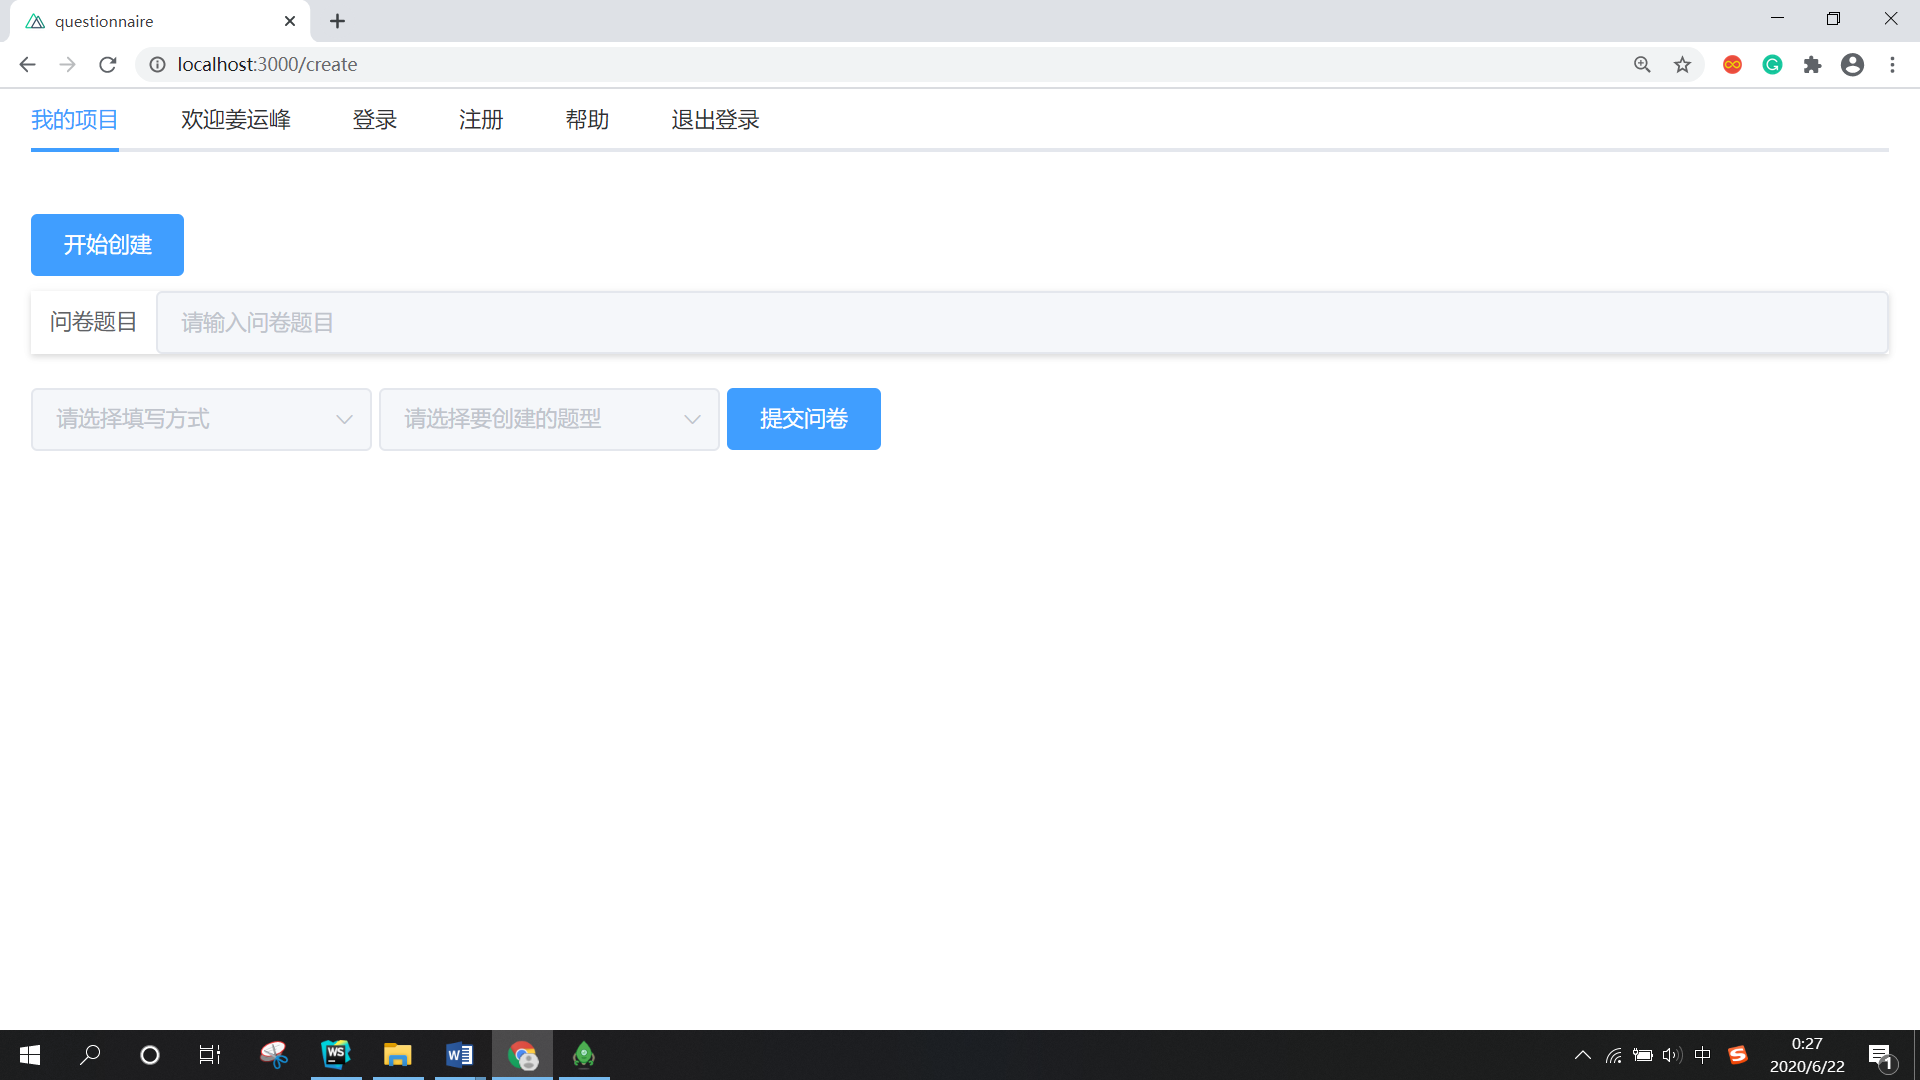 questionnaire
localhost:3000/create
我的项目 欢迎姜运峰 登录 注册 帮助 退出登录
开始创建
问卷题目 请输入问卷题目
请选择填写方式 请选择要创建的题型 提交问卷
WS
W
中
S
0:27
2020/6/22
1